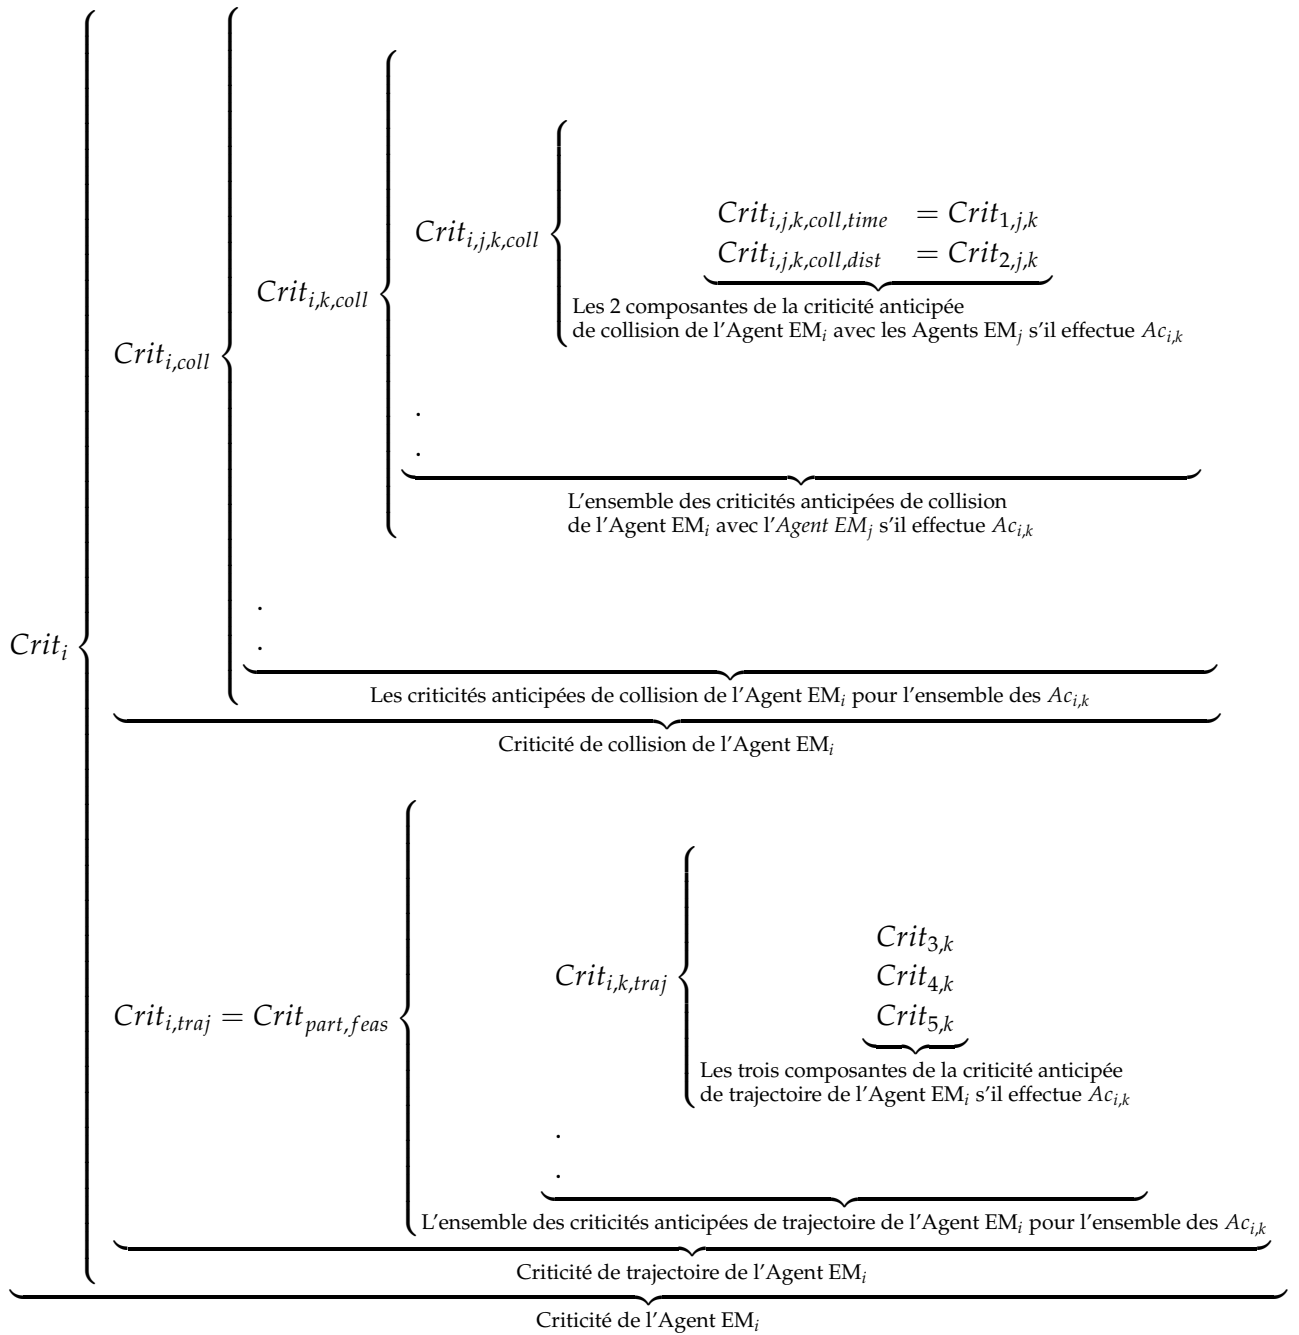 Crit_{i,j,k,coll,time} = Crit_{1,j,k}
Crit_{i,j,k,coll} Crit_{i,j,k,coll,dist} = Crit_{2,j,k}
Crit_{i,k,coll}
Les 2 composantes de la criticité anticipée
de collision de l'Agent EM_i avec les Agents EM_j s'il effectue Ac_{i,k}
Crit_{i,coll}
.
.
L'ensemble des criticités anticipées de collision
de l'Agent EM_i avec l'Agent EM_j s'il effectue Ac_{i,k}
.
.
Crit_i
Les criticités anticipées de collision de l'Agent EM_i pour l'ensemble des Ac_{i,k}
Criticité de collision de l'Agent EM_i
Crit_{3,k}
Crit_{i,k,traj} Crit_{4,k}
Crit_{i,traj} = Crit_{part,feas} Crit_{5,k}
Les trois composantes de la criticité anticipée
de trajectoire de l'Agent EM_i s'il effectue Ac_{i,k}
.
.
L'ensemble des criticités anticipées de trajectoire de l'Agent EM_i pour l'ensemble des Ac_{i,k}
Criticité de trajectoire de l'Agent EM_i
Criticité de l'Agent EM_i